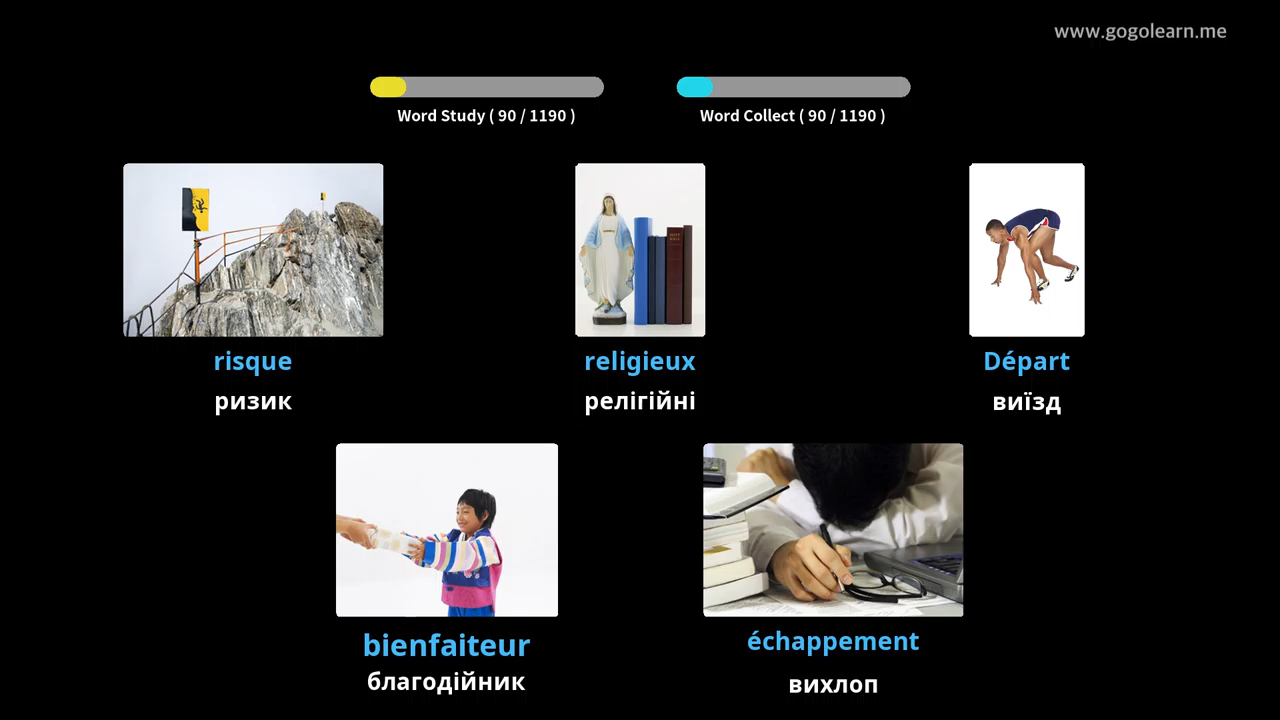 www.gogolearn.me
Word Study ( 90 / 1190 )
Word Collect ( 90 / 1190 )
risque
religieux
Départ
ризик
релігійні
виїзд
bienfaiteur
échappement
благодійник
вихлоп